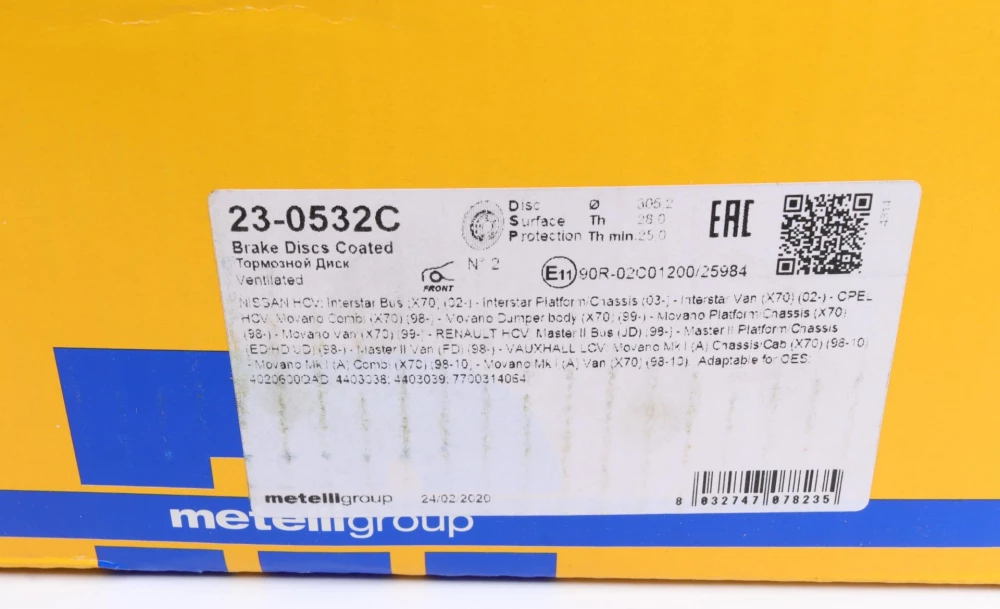 23-0532C
Brake Discs Coated
Тормозной Диск
Ventilated
FRONT
N° 2
Disc Ø 305.2
Surface Th 28.0
Protection Th min. 25.0
EAC
4814
E11 90R-02C01200/25984
NISSAN HCV: Interstar Bus (X70) (02-) - Interstar Platform/Chassis (03-) - Interstar Van (X70) (02-) - OPEL
HCV: Movano Combi (X70) (98-) - Movano Dumper body (X70) (99-) - Movano Platform/Chassis (X70)
(98-) - Movano Van (X70) (99-) - RENAULT HCV: Master II Bus (JD) (98-) - Master II Platform/Chassis
(ED/HD/UD) (98-) - Master II Van (FD) (98-) - VAUXHALL LCV: Movano Mk I (A) Chassis/Cab (X70) (98-10)
- Movano Mk I (A) Combi (X70) (98-10) - Movano Mk I (A) Van (X70) (98-10). Adaptable for OES:
4020600QAD; 4403038; 4403039; 7700314064
metelligroup 24/02/2020
8 032747 078235
metelligroup